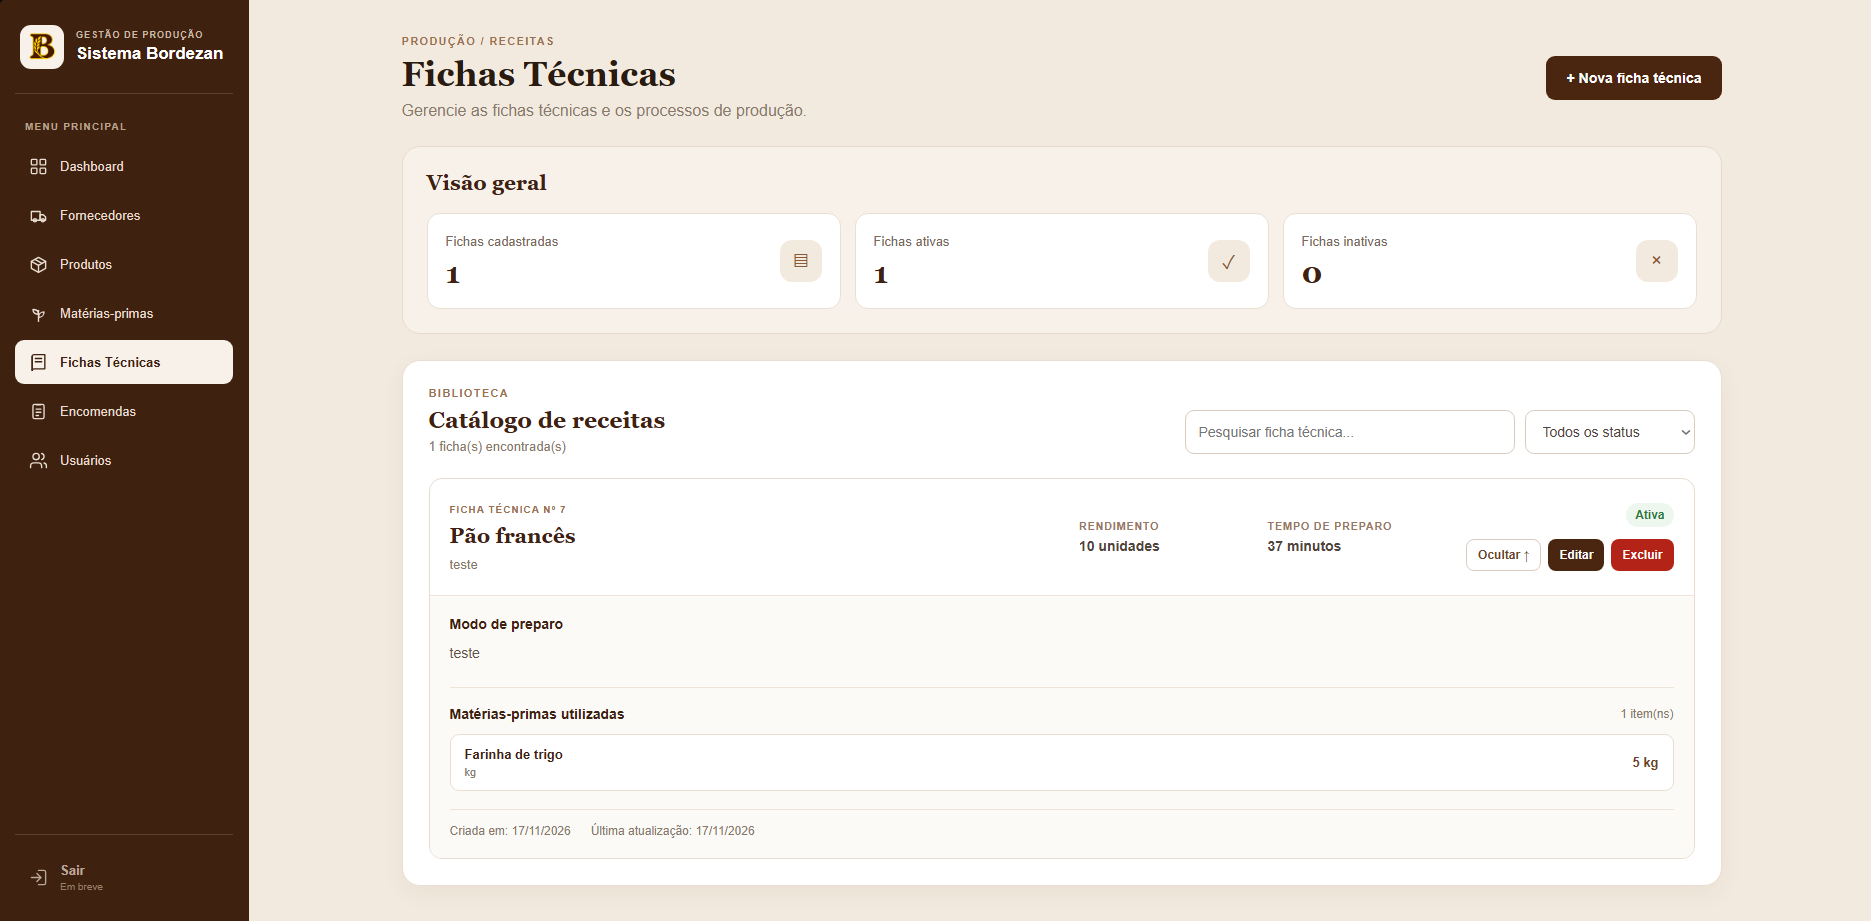 B
GESTÃO DE PRODUÇÃO
Sistema Bordezan
MENU PRINCIPAL
Dashboard
Fornecedores
Produtos
Matérias-primas
Fichas Técnicas
Encomendas
Usuários
Sair
Em breve
PRODUÇÃO / RECEITAS
Fichas Técnicas
Gerencie as fichas técnicas e os processos de produção.
+ Nova ficha técnica
Visão geral
Fichas cadastradas
1
Fichas ativas
1
✓
Fichas inativas
0
×
BIBLIOTECA
Catálogo de receitas
1 ficha(s) encontrada(s)
Pesquisar ficha técnica...
Todos os status
FICHA TÉCNICA Nº 7
Pão francês
teste
RENDIMENTO
10 unidades
TEMPO DE PREPARO
37 minutos
Ativa
Ocultar ↑
Editar
Excluir
Modo de preparo
teste
Matérias-primas utilizadas
1 item(ns)
Farinha de trigo
kg
5 kg
Criada em: 17/11/2026
Última atualização: 17/11/2026